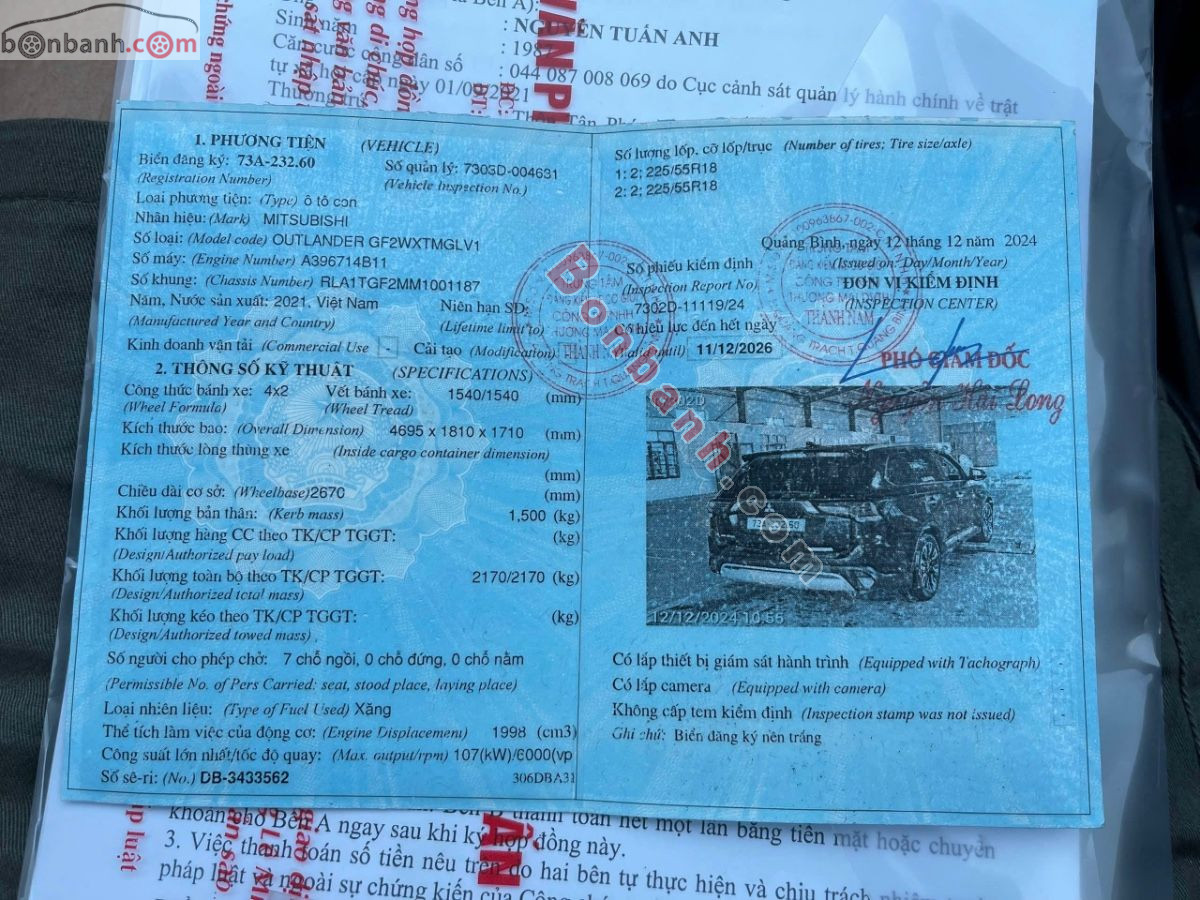 bonbanh.com
NGUYỄN TUẤN ANH
Sinh năm
Căn cước công dân số : 044 087 008 069 do Cục cảnh sát quản lý hành chính về trật
Thường trú
1. PHƯƠNG TIỆN (VEHICLE)
Biển đăng ký: 73A-232.60 Số quản lý: 7303D-004631
(Registration Number) (Vehicle Inspection No.)
Loại phương tiện: (Type) ô tô con
Nhãn hiệu: (Mark) MITSUBISHI
Số loại: (Model code) OUTLANDER GF2WXTMGLV1
Số máy: (Engine Number) A396714B11
Số khung: (Chassis Number) RLA1TGF2MM1001187
Năm, Nước sản xuất: 2021, Việt Nam Niên hạn SD:
(Manufactured Year and Country) (Lifetime limit to)
Kinh doanh vận tải (Commercial Use - Cải tạo (Modification)
2. THÔNG SỐ KỸ THUẬT (SPECIFICATIONS)
Công thức bánh xe: 4x2 Vết bánh xe: 1540/1540 (mm)
(Wheel Formula) (Wheel Tread)
Kích thước bao: (Overall Dimension) 4695 x 1810 x 1710 (mm)
Kích thước lòng thùng xe (Inside cargo container dimension)
(mm)
Chiều dài cơ sở: (Wheelbase) 2670 (mm)
Khối lượng bản thân: (Kerb mass) 1,500 (kg)
Khối lượng hàng CC theo TK/CP TGGT: (kg)
(Design/Authorized pay load)
Khối lượng toàn bộ theo TK/CP TGGT: 2170/2170 (kg)
(Design/Authorized total mass)
Khối lượng kéo theo TK/CP TGGT: (kg)
(Design/Authorized towed mass)
Số người cho phép chở: 7 chỗ ngồi, 0 chỗ đứng, 0 chỗ nằm
(Permissible No. of Pers Carried: seat, stood place, laying place)
Loại nhiên liệu: (Type of Fuel Used) Xăng
Thể tích làm việc của động cơ: (Engine Displacement) 1998 (cm3)
Công suất lớn nhất/tốc độ quay: (Max. output/rpm) 107(kW)/6000(vp
Số sê-ri: (No.) DB-3433562 306DBA31
Số lượng lốp, cỡ lốp/trục (Number of tires; Tire size/axle)
1: 2; 225/55R18
2: 2; 225/55R18
Quảng Bình, ngày 12 tháng 12 năm 2024
(Issued on: Day/Month/Year)
Số phiếu kiểm định ĐƠN VỊ KIỂM ĐỊNH
(Inspection Report No) (INSPECTION CENTER)
7302D-11119/24
Có hiệu lực đến hết ngày
(Valid until) 11/12/2026
PHÓ GIÁM ĐỐC
Bonbanh.com
7302D
73A-232.60
12/12/2024 10:55
Có lắp thiết bị giám sát hành trình (Equipped with Tachograph)
Có lắp camera (Equipped with camera)
Không cấp tem kiểm định (Inspection stamp was not issued)
Ghi chú: Biển đăng ký nền trắng
khoản cho Bên A ngay sau khi ký hợp đồng này.
3. Việc thanh toán số tiền nêu trên do hai bên tự thực hiện và chịu trách